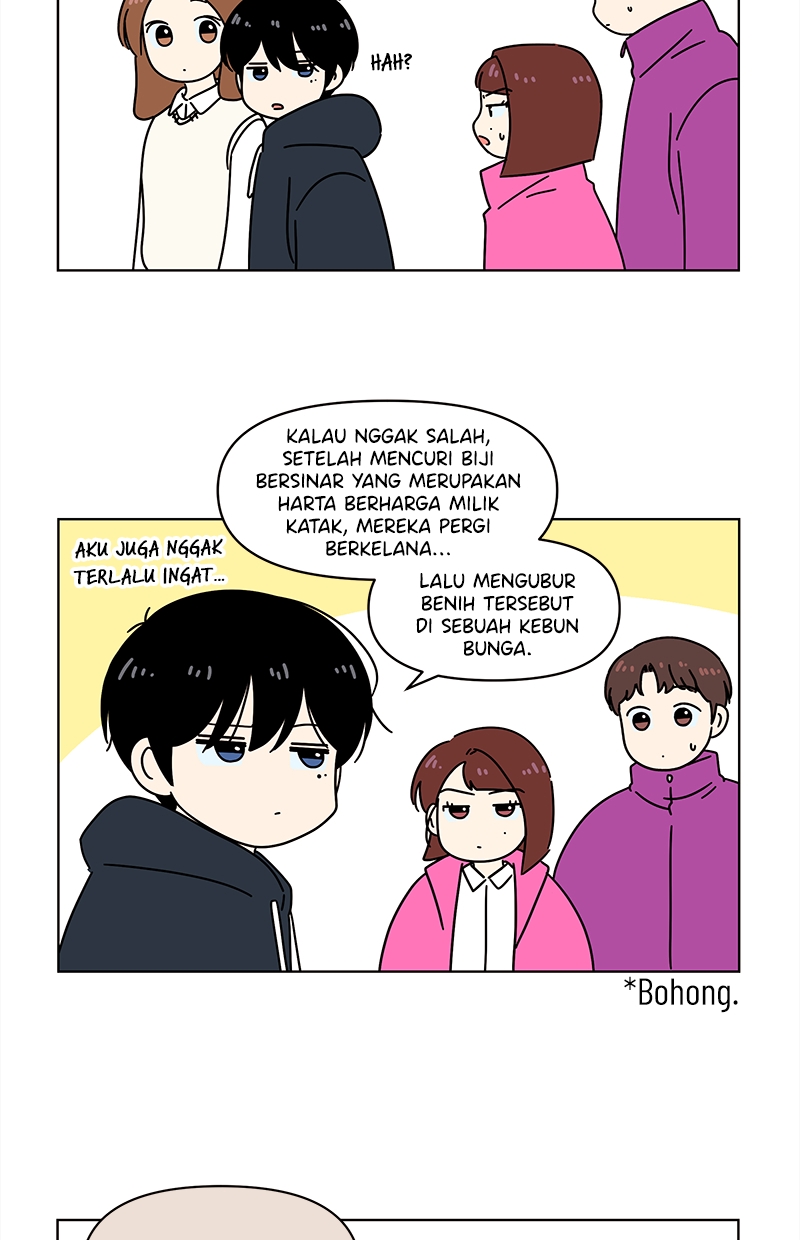 HAH?
KALAU NGGAK SALAH,
SETELAH MENCURI BIJI
BERSINAR YANG MERUPAKAN
HARTA BERHARGA MILIK
KATAK, MEREKA PERGI
BERKELANA...
AKU JUGA NGGAK
TERLALU INGAT...
LALU MENGUBUR
BENIH TERSEBUT
DI SEBUAH KEBUN
BUNGA.
*Bohong.